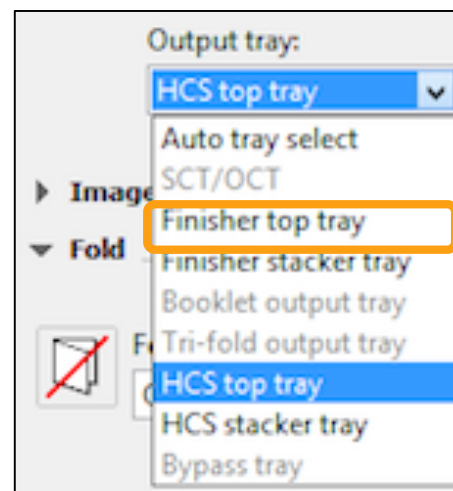 Output tray:
HCS top tray
Auto tray select
SCT/OCT
Image
Finisher top tray
Fold
Finisher stacker tray
Booklet output tray
Tri-fold output tray
HCS top tray
HCS stacker tray
Bypass tray